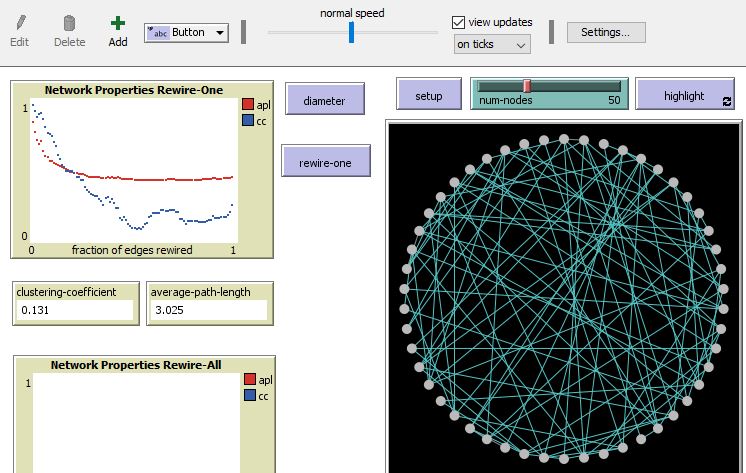 normal speed
Edit
Delete
Add
abc
Button
view updates
on ticks
Settings...
Network Properties Rewire-One
1
apl
cc
0
0
fraction of edges rewired
1
diameter
rewire-one
setup
num-nodes
50
highlight
clustering-coefficient
0.131
average-path-length
3.025
Network Properties Rewire-All
1
apl
cc